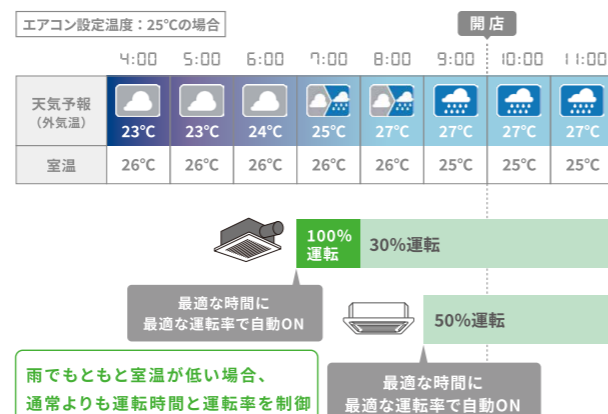 エアコン設定温度：25℃の場合
開店
4:00 5:00 6:00 7:00 8:00 9:00 10:00 11:00
天気予報
（外気温）
23℃ 23℃ 24℃ 25℃ 27℃ 27℃ 27℃ 27℃
室温 26℃ 26℃ 26℃ 26℃ 26℃ 25℃ 25℃ 25℃
100%
運転
30%運転
最適な時間に
最適な運転率で自動ON
50%運転
雨でもともと室温が低い場合、
通常よりも運転時間と運転率を制御
最適な時間に
最適な運転率で自動ON